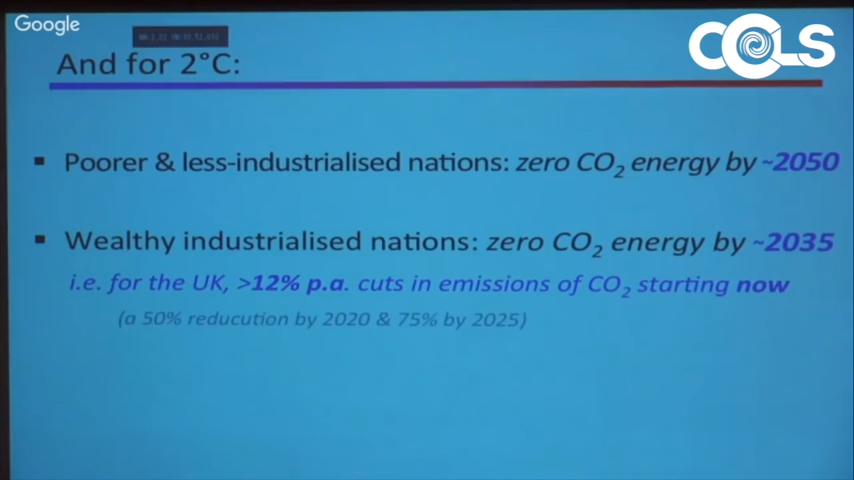 Google
CCLS
And for 2°C:
▪ Poorer & less-industrialised nations: zero CO₂ energy by ~2050
▪ Wealthy industrialised nations: zero CO₂ energy by ~2035
i.e. for the UK, >12% p.a. cuts in emissions of CO₂ starting now
(a 50% reducution by 2020 & 75% by 2025)